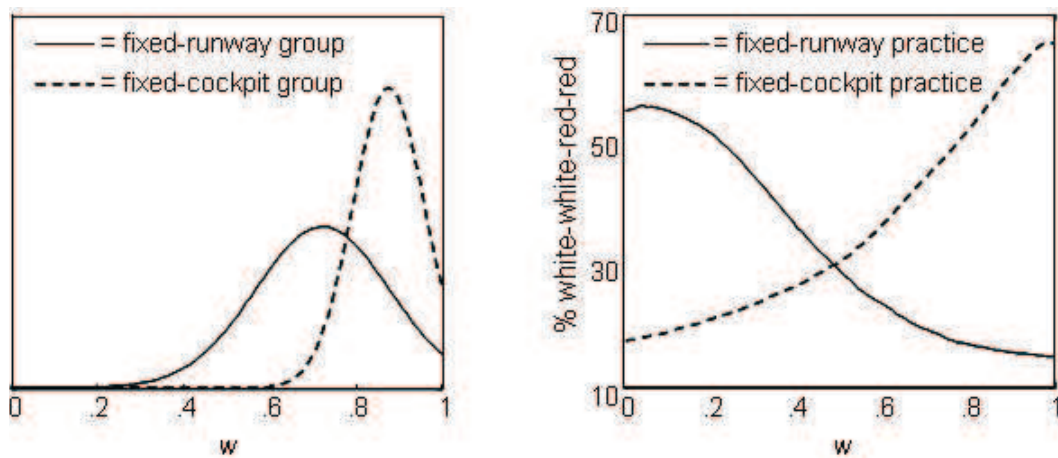 = fixed-runway group
= fixed-cockpit group
0 .2 .4 .6 .8 1
w
% white-white-red-red
70
50
30
10
= fixed-runway practice
= fixed-cockpit practice
0 .2 .4 .6 .8 1
w